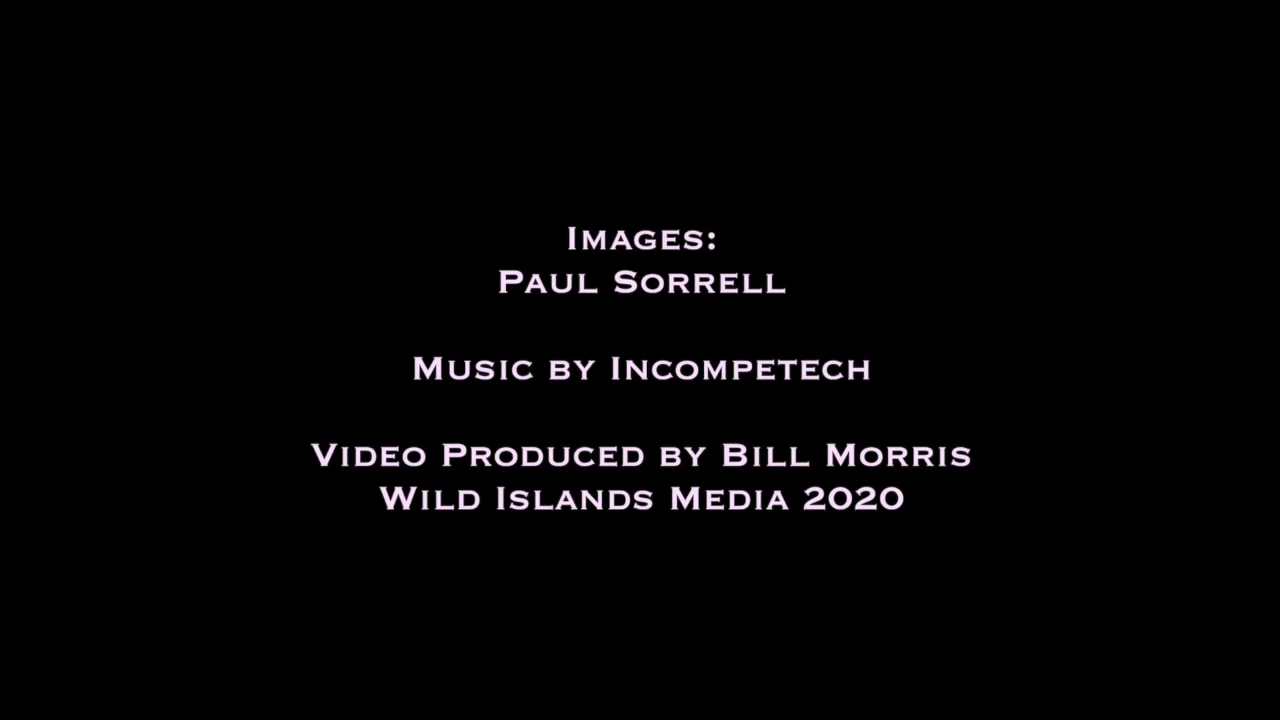 Images:
Paul Sorrell
Music by Incompetech
Video Produced by Bill Morris
Wild Islands Media 2020